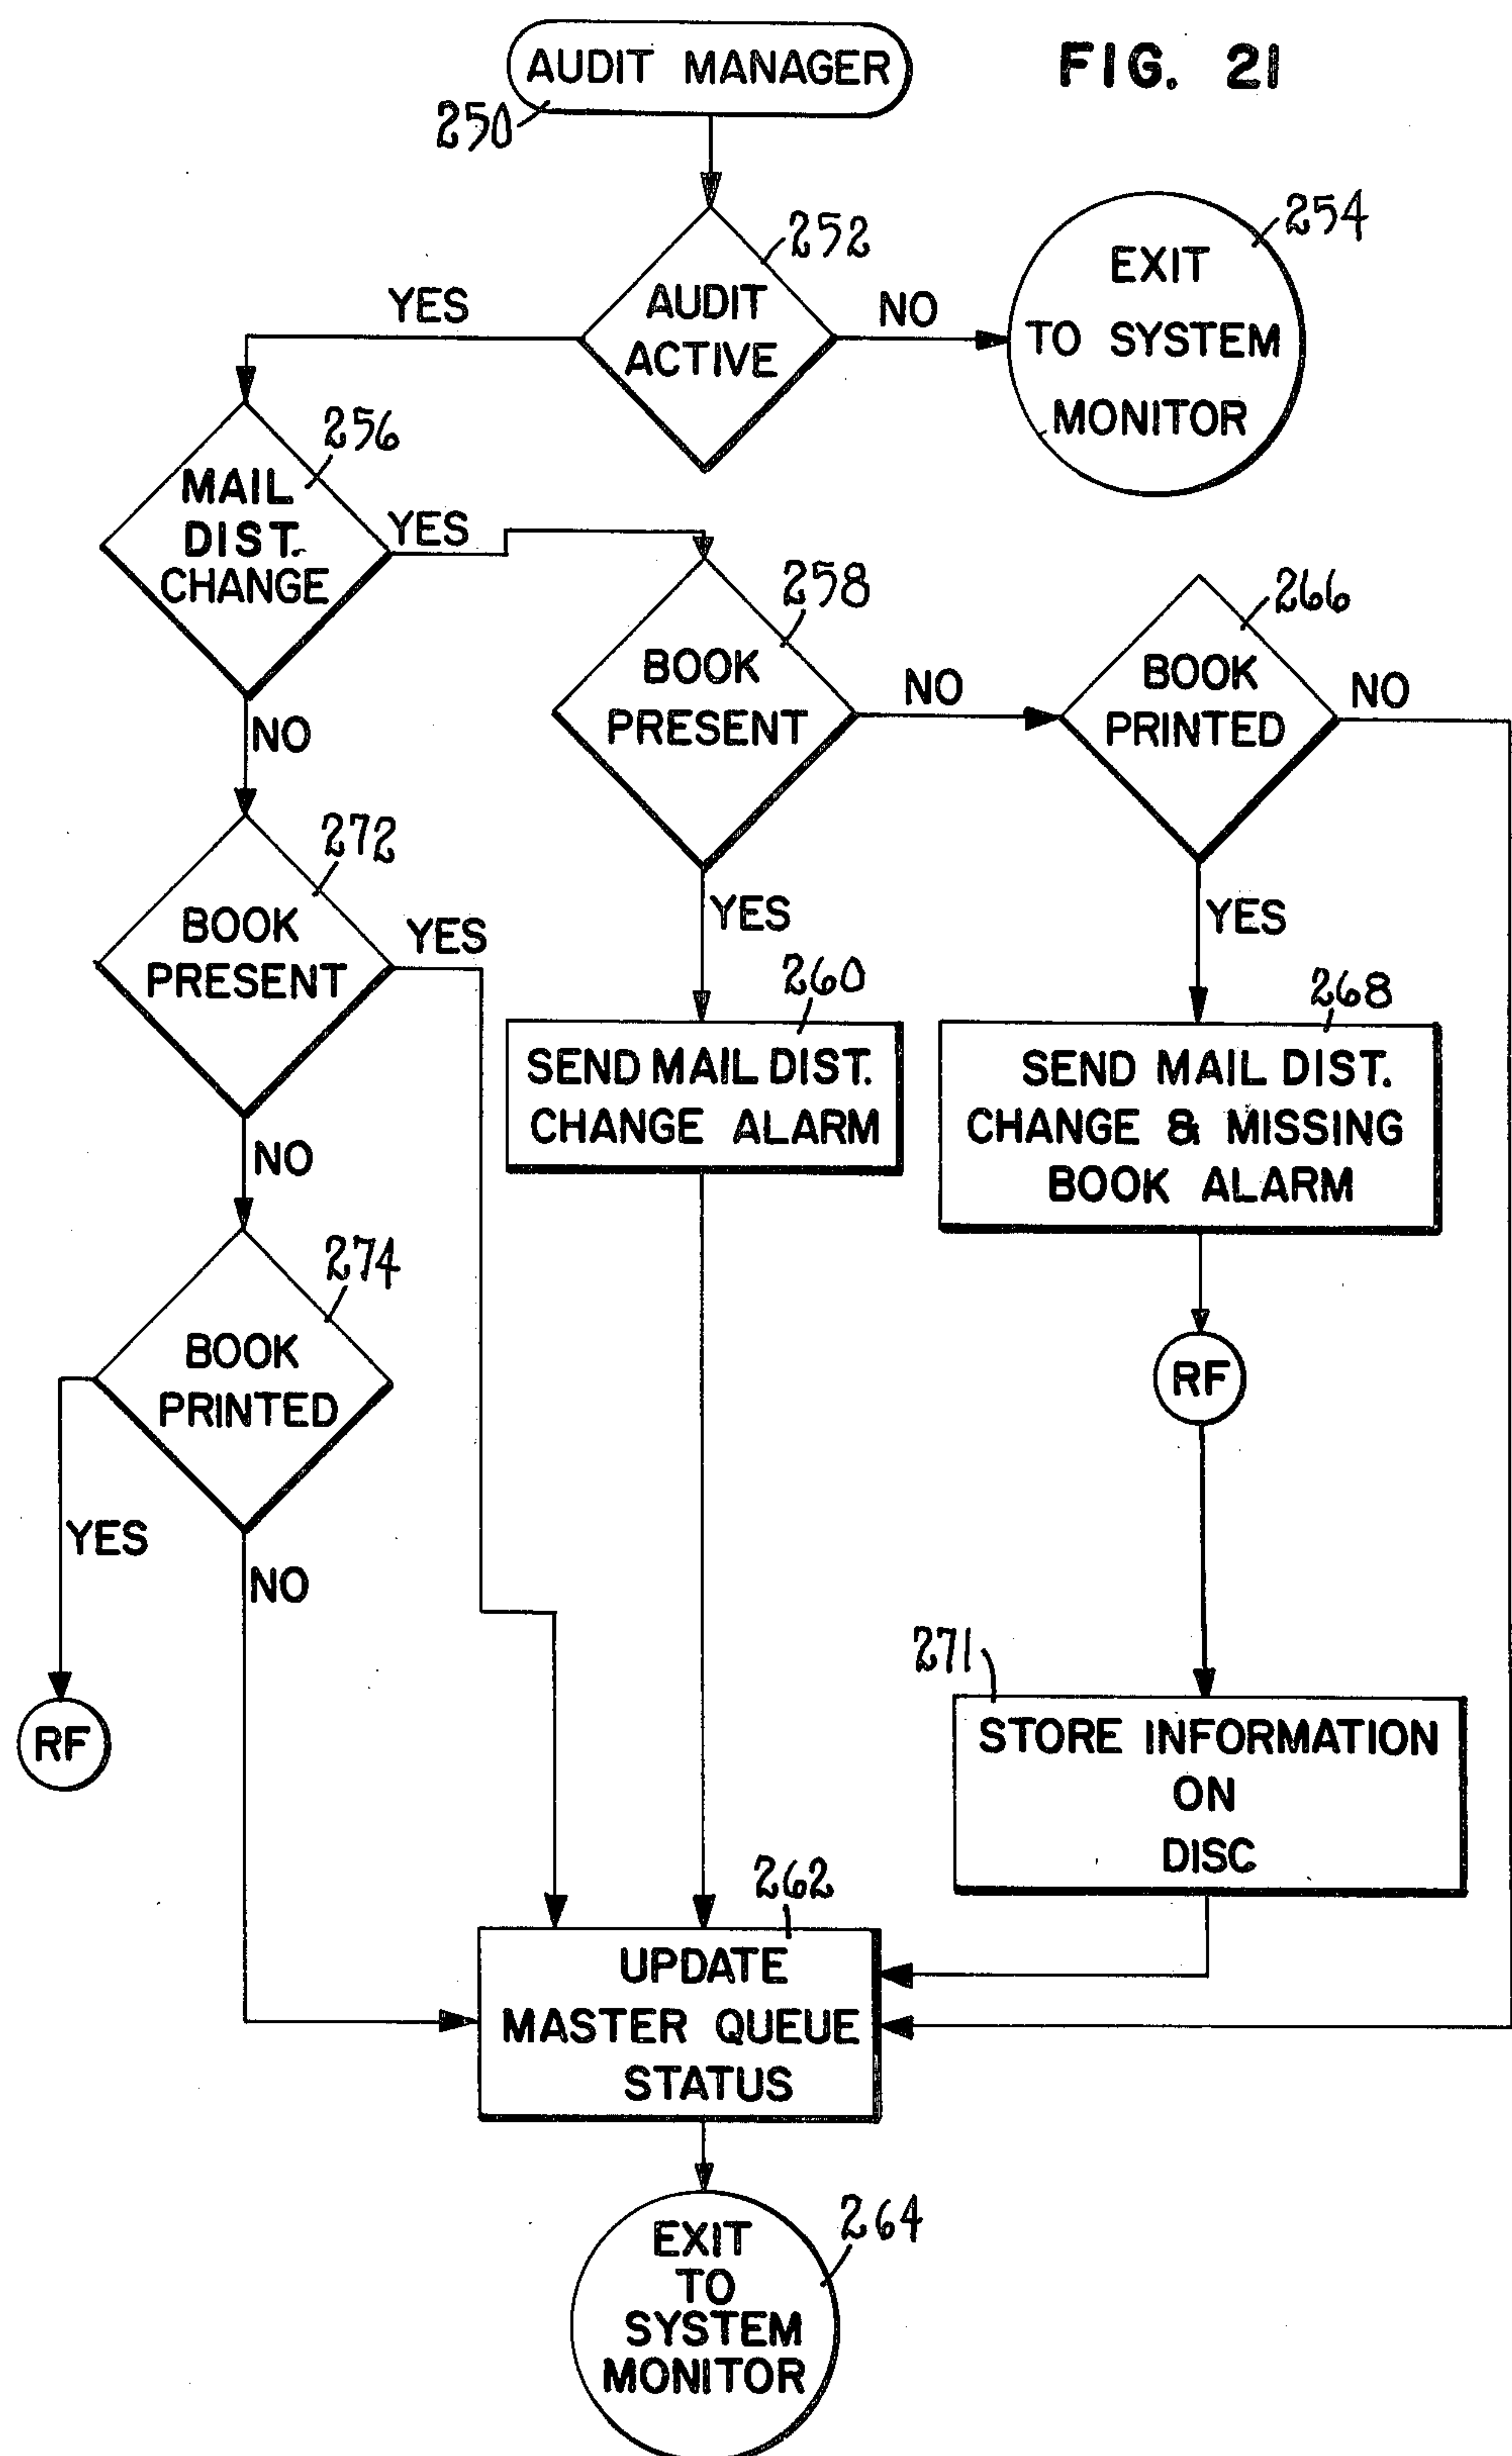 AUDIT MANAGER
FIG. 21
250
252
254
AUDIT
ACTIVE
YES
NO
EXIT
TO SYSTEM
MONITOR
256
MAIL
DIST.
CHANGE
YES
NO
258
BOOK
PRESENT
NO
YES
266
BOOK
PRINTED
NO
YES
272
BOOK
PRESENT
YES
NO
260
SEND MAIL DIST.
CHANGE ALARM
268
SEND MAIL DIST.
CHANGE & MISSING
BOOK ALARM
274
BOOK
PRINTED
YES
NO
RF
RF
271
STORE INFORMATION
ON
DISC
262
UPDATE
MASTER QUEUE
STATUS
264
EXIT
TO
SYSTEM
MONITOR